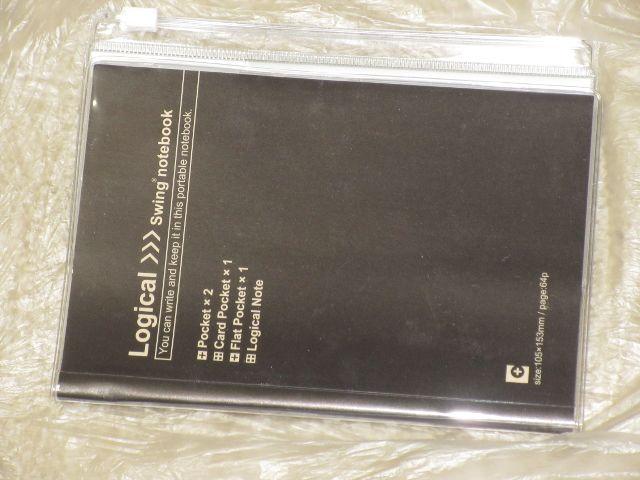 Logical >>> Swing® notebook
You can write and keep it in this portable notebook.
Pocket × 2
Card Pocket × 1
Flat Pocket × 1
Logical Note
size:105×153mm / page:64p